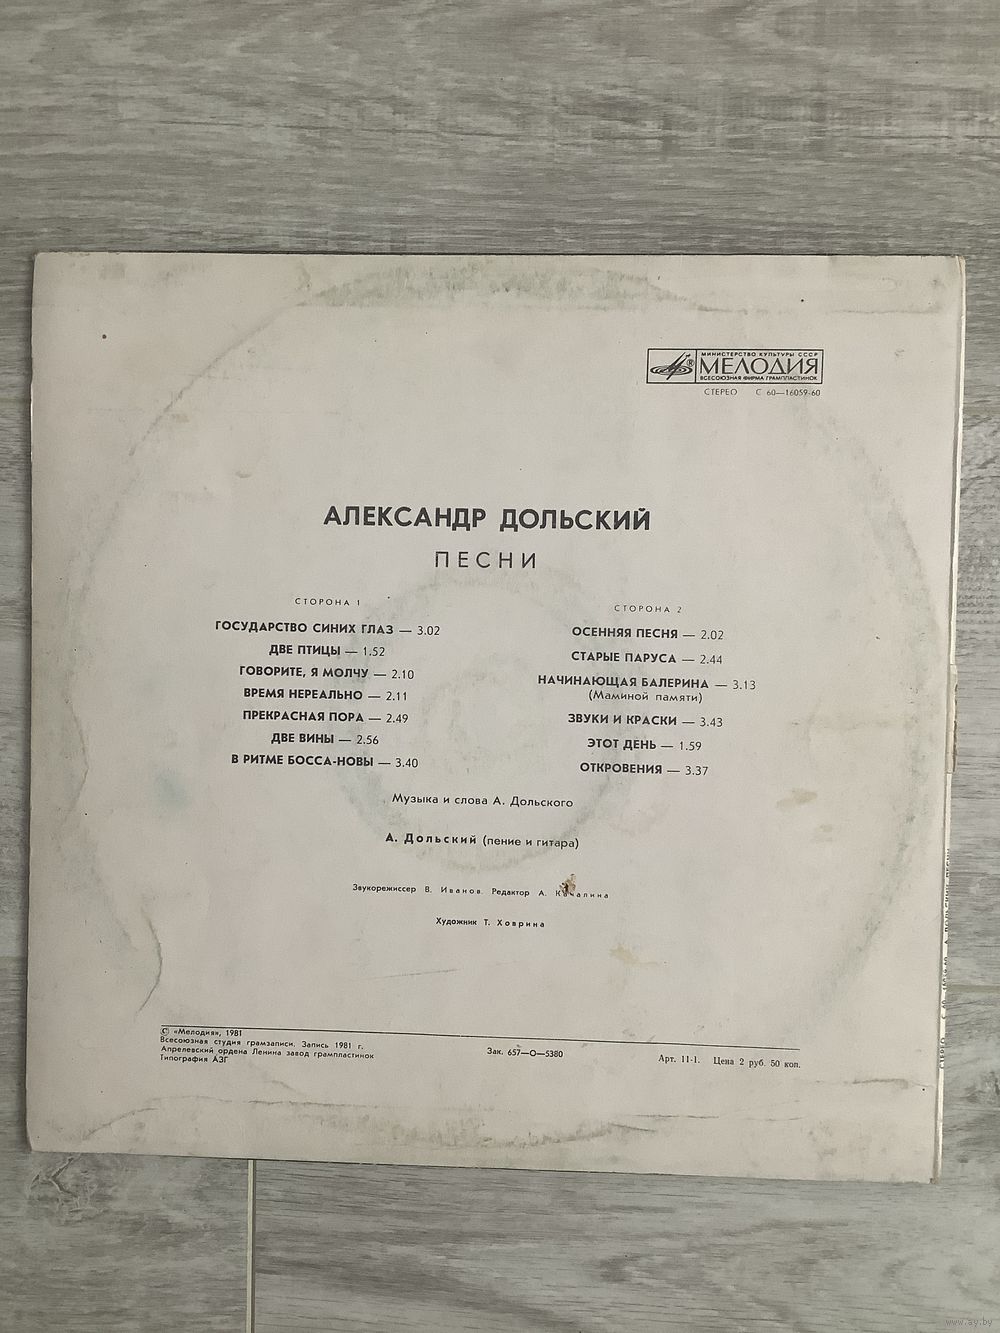 МИНИСТЕРСТВО КУЛЬТУРЫ СССР
МЕЛОДИЯ
ВСЕСОЮЗНАЯ ФИРМА ГРАМПЛАСТИНОК
СТЕРЕО С 60—16059-60
АЛЕКСАНДР ДОЛЬСКИЙ
ПЕСНИ
СТОРОНА 1
ГОСУДАРСТВО СИНИХ ГЛАЗ — 3.02
ДВЕ ПТИЦЫ — 1.52
ГОВОРИТЕ, Я МОЛЧУ — 2.10
ВРЕМЯ НЕРЕАЛЬНО — 2.11
ПРЕКРАСНАЯ ПОРА — 2.49
ДВЕ ВИНЫ — 2.56
В РИТМЕ БОССА-НОВЫ — 3.40
СТОРОНА 2
ОСЕННЯЯ ПЕСНЯ — 2.02
СТАРЫЕ ПАРУСА — 2.44
НАЧИНАЮЩАЯ БАЛЕРИНА — 3.13
(Маминой памяти)
ЗВУКИ И КРАСКИ — 3.43
ЭТОТ ДЕНЬ — 1.59
ОТКРОВЕНИЯ — 3.37
Музыка и слова А. Дольского
А. Дольский (пение и гитара)
Звукорежиссер В. Иванов. Редактор А.
Художник Т. Ховрина
© «Мелодия», 1981
Всесоюзная студия грамзаписи. Запись 1981 г.
Апрелевский ордена Ленина завод грампластинок
Типография АЗГ
Зак. 657—О—5380
Арт. 11-1. Цена 2 руб. 50 коп.
www.ay.by